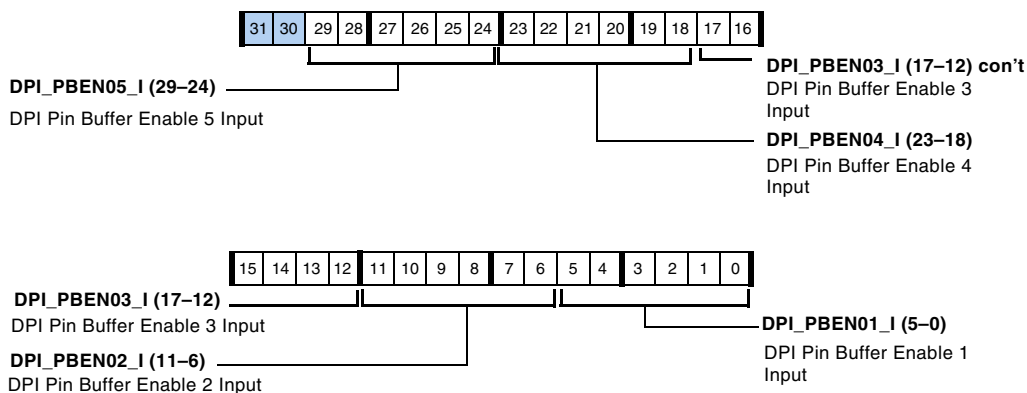 31 30 29 28 27 26 25 24 23 22 21 20 19 18 17 16
DPI_PBEN05_I (29–24)
DPI Pin Buffer Enable 5 Input
DPI_PBEN03_I (17–12) con't
DPI Pin Buffer Enable 3
Input
DPI_PBEN04_I (23–18)
DPI Pin Buffer Enable 4
Input
15 14 13 12 11 10 9 8 7 6 5 4 3 2 1 0
DPI_PBEN03_I (17–12)
DPI Pin Buffer Enable 3 Input
DPI_PBEN02_I (11–6)
DPI Pin Buffer Enable 2 Input
DPI_PBEN01_I (5–0)
DPI Pin Buffer Enable 1
Input